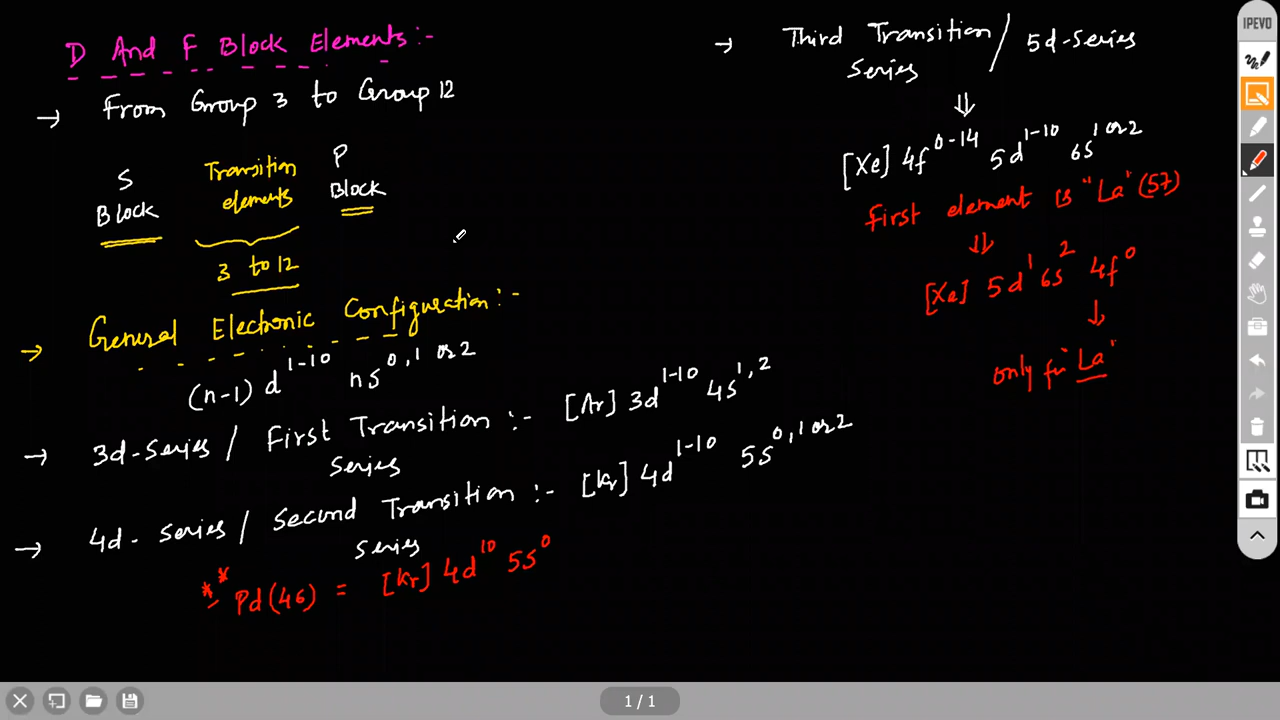 D And F Block Elements:-
→ From Group 3 to Group 12
S Block
Transition elements
P Block
3 to 12
→ General Electronic Configuration:-
(n-1) d¹⁻¹⁰ ns⁰,¹ ᵒʳ ²
→ 3d-Series / First Transition Series :- [Ar] 3d¹⁻¹⁰ 4s¹,²
→ 4d-Series / Second Transition Series :- [Kr] 4d¹⁻¹⁰ 5s⁰,¹ ᵒʳ ²
** Pd(46) = [Kr] 4d¹⁰ 5s⁰
→ Third Transition Series / 5d-Series
⇓
[Xe] 4f⁰⁻¹⁴ 5d¹⁻¹⁰ 6s¹ ᵒʳ ²
First element is "La" (57)
⇓
[Xe] 5d¹ 6s² 4f⁰
↓
only fr "La"
IPEVO
1 / 1